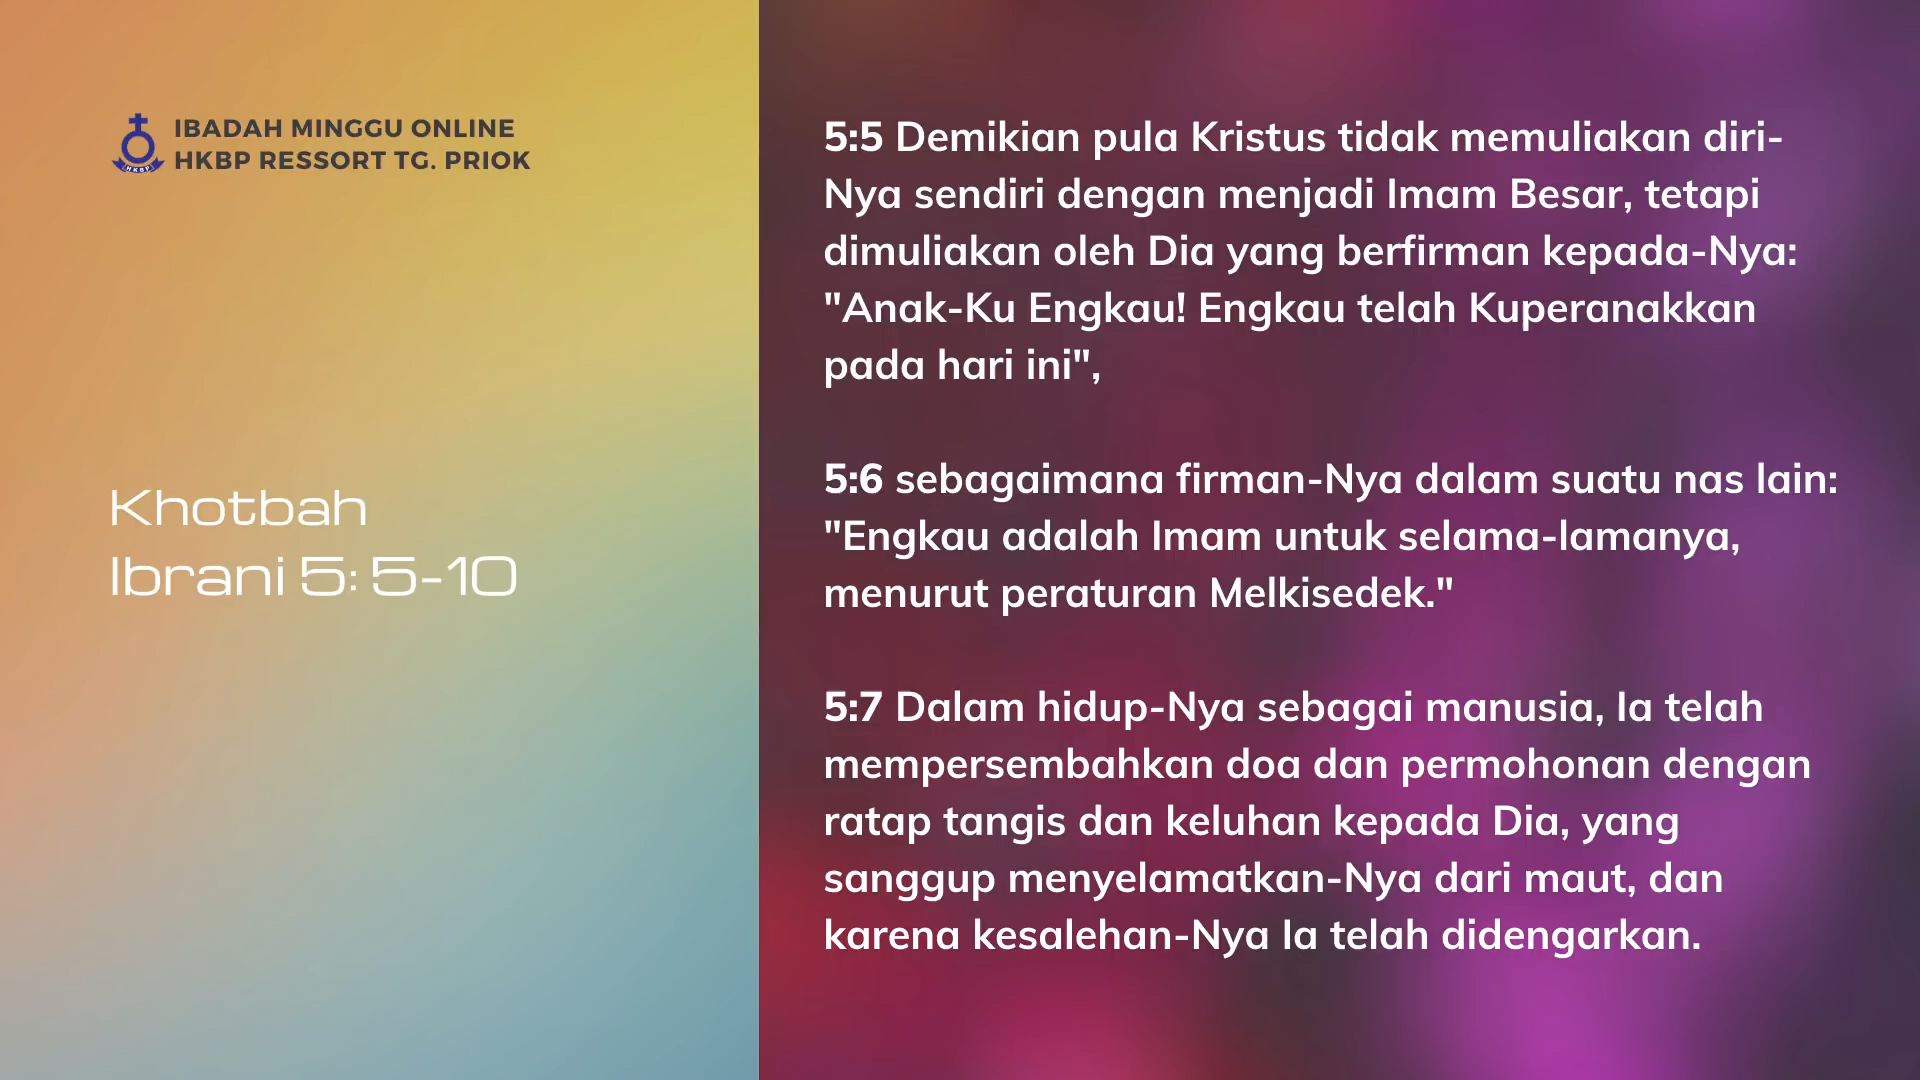 IBADAH MINGGU ONLINE
HKBP RESSORT TG. PRIOK
HKBP
Khotbah
Ibrani 5: 5-10
5:5 Demikian pula Kristus tidak memuliakan diri-
Nya sendiri dengan menjadi Imam Besar, tetapi
dimuliakan oleh Dia yang berfirman kepada-Nya:
"Anak-Ku Engkau! Engkau telah Kuperanakkan
pada hari ini",
5:6 sebagaimana firman-Nya dalam suatu nas lain:
"Engkau adalah Imam untuk selama-lamanya,
menurut peraturan Melkisedek."
5:7 Dalam hidup-Nya sebagai manusia, Ia telah
mempersembahkan doa dan permohonan dengan
ratap tangis dan keluhan kepada Dia, yang
sanggup menyelamatkan-Nya dari maut, dan
karena kesalehan-Nya Ia telah didengarkan.